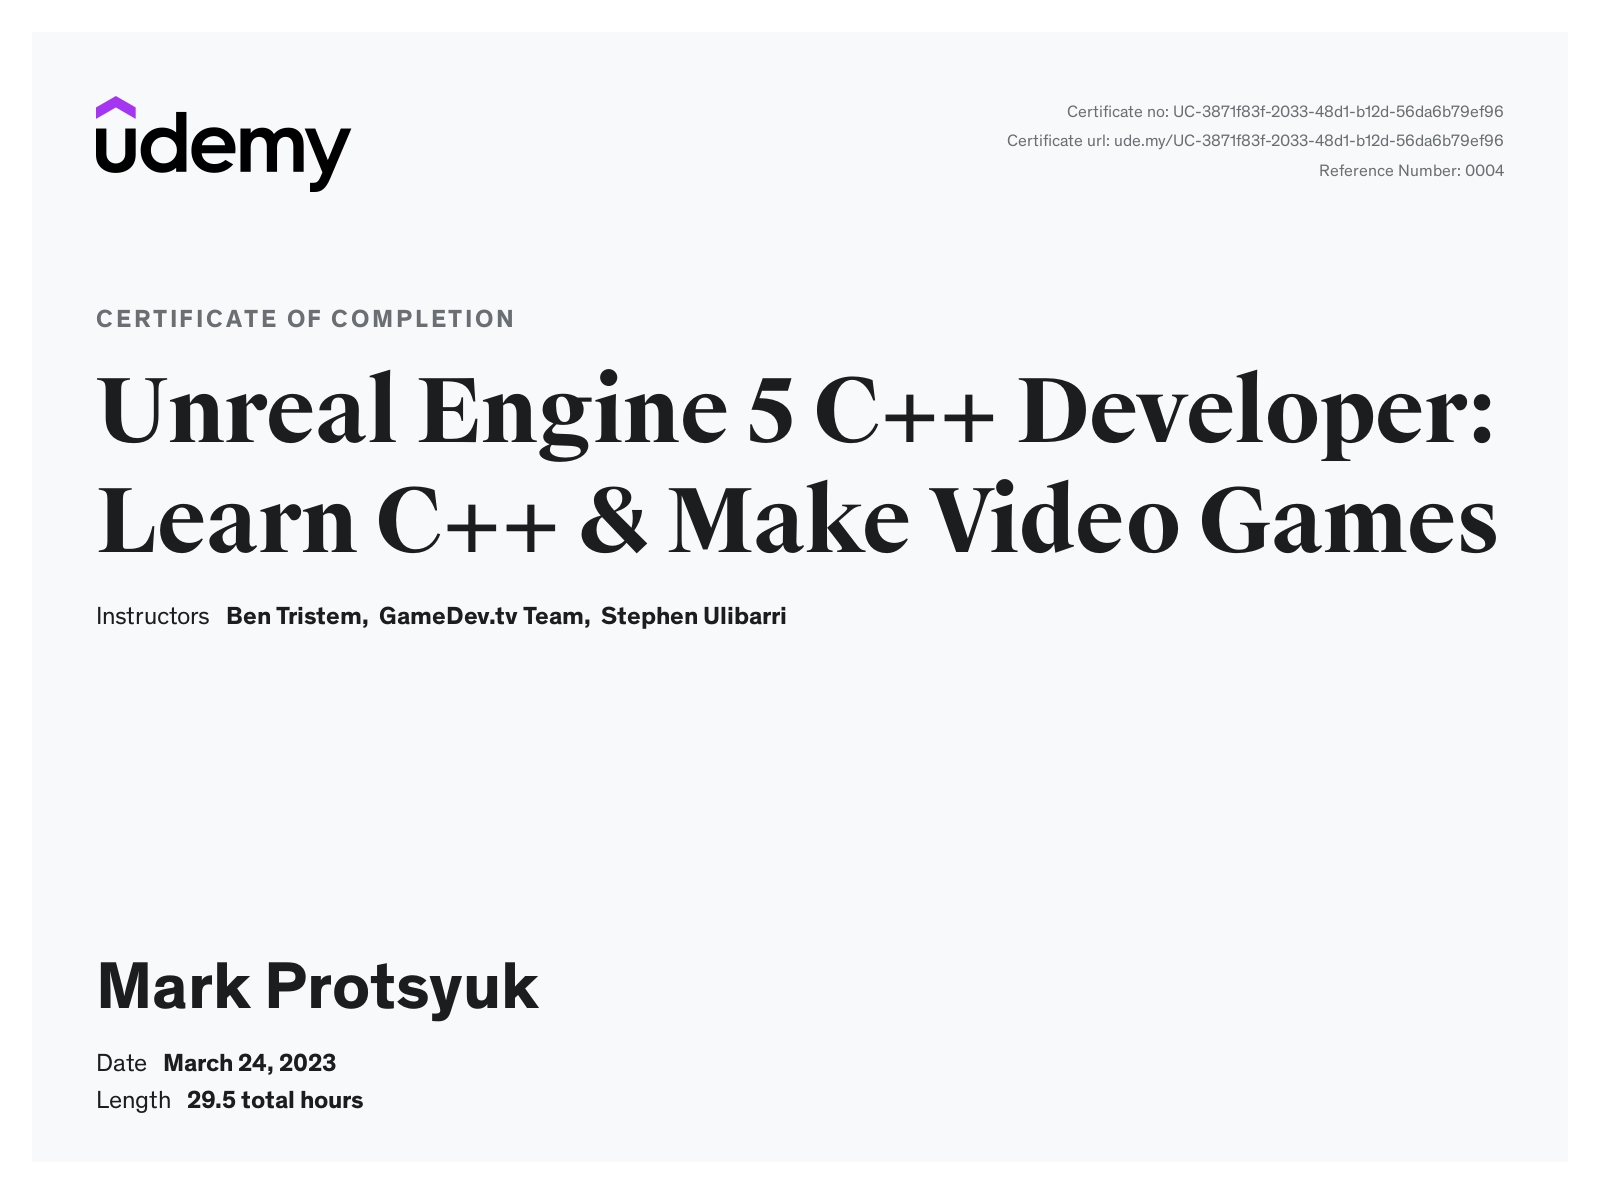 udemy
Certificate no: UC-3871f83f-2033-48d1-b12d-56da6b79ef96
Certificate url: ude.my/UC-3871f83f-2033-48d1-b12d-56da6b79ef96
Reference Number: 0004
CERTIFICATE OF COMPLETION
Unreal Engine 5 C++ Developer:
Learn C++ & Make Video Games
Instructors Ben Tristem, GameDev.tv Team, Stephen Ulibarri
Mark Protsyuk
Date March 24, 2023
Length 29.5 total hours